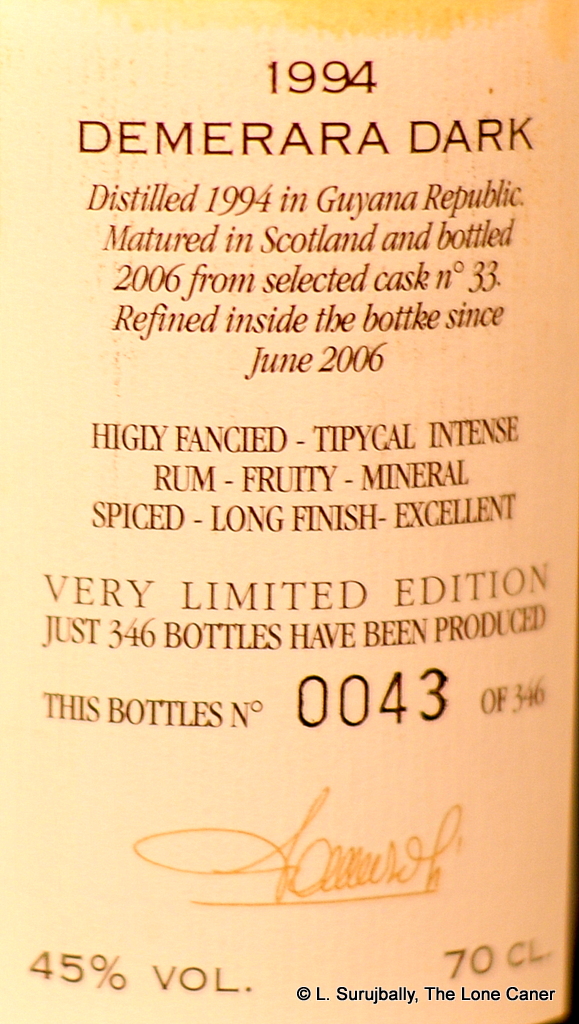 1994
DEMERARA DARK
Distilled 1994 in Guyana Republic.
Matured in Scotland and bottled
2006 from selected cask n° 33.
Refined inside the bottke since
June 2006
HIGLY FANCIED - TIPYCAL INTENSE
RUM - FRUITY - MINERAL
SPICED - LONG FINISH- EXCELLENT
VERY LIMITED EDITION
JUST 346 BOTTLES HAVE BEEN PRODUCED
THIS BOTTLES N° 0043 OF 346
45% VOL. 70 CL.
© L. Surujbally, The Lone Caner